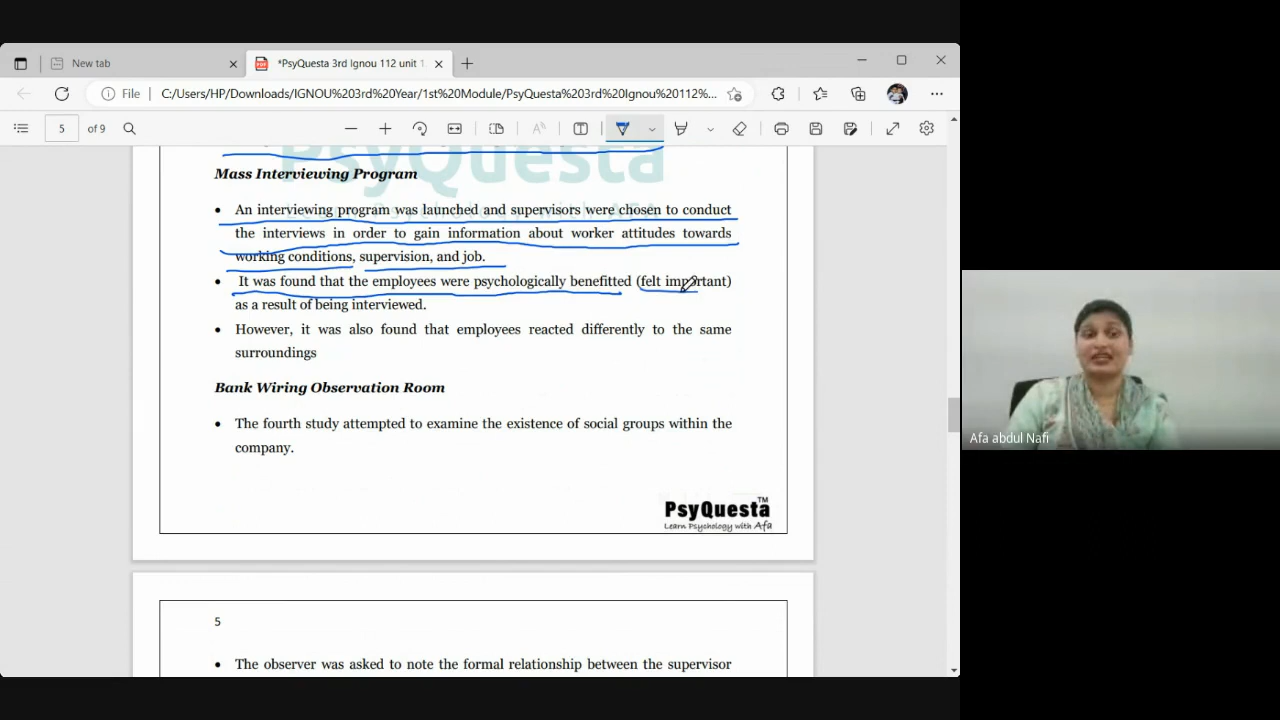 New tab
*PsyQuesta 3rd Ignou 112 unit 1
File
C:/Users/HP/Downloads/IGNOU%203rd%20Year/1st%20Module/PsyQuesta%203rd%20Ignou%20112%...
5 of 9
PsyQuesta
Mass Interviewing Program
• An interviewing program was launched and supervisors were chosen to conduct
the interviews in order to gain information about worker attitudes towards
working conditions, supervision, and job.
• It was found that the employees were psychologically benefitted (felt important)
as a result of being interviewed.
• However, it was also found that employees reacted differently to the same
surroundings
Bank Wiring Observation Room
• The fourth study attempted to examine the existence of social groups within the
company.
PsyQuesta TM
Learn Psychology with Afa
5
• The observer was asked to note the formal relationship between the supervisor
Afa abdul Nafi